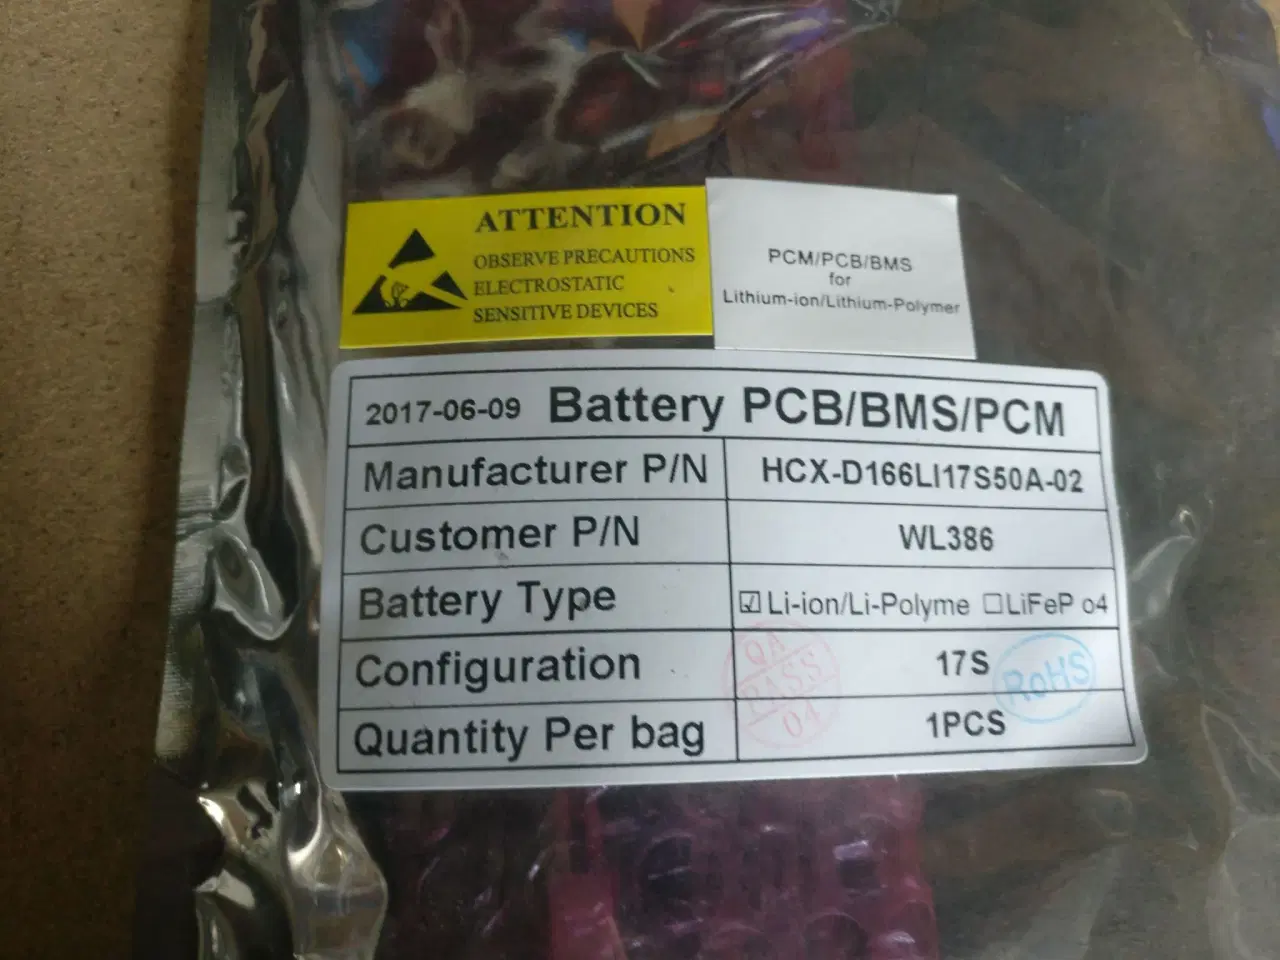 ATTENTION
OBSERVE PRECAUTIONS
ELECTROSTATIC
SENSITIVE DEVICES
PCM/PCB/BMS
for
Lithium-ion/Lithium-Polymer
2017-06-09 Battery PCB/BMS/PCM
Manufacturer P/N HCX-D166LI17S50A-02
Customer P/N WL386
Battery Type ☑Li-ion/Li-Polyme ☐LiFeP o4
Configuration 17S
Quantity Per bag 1PCS
QA
PASS
04
RoHS